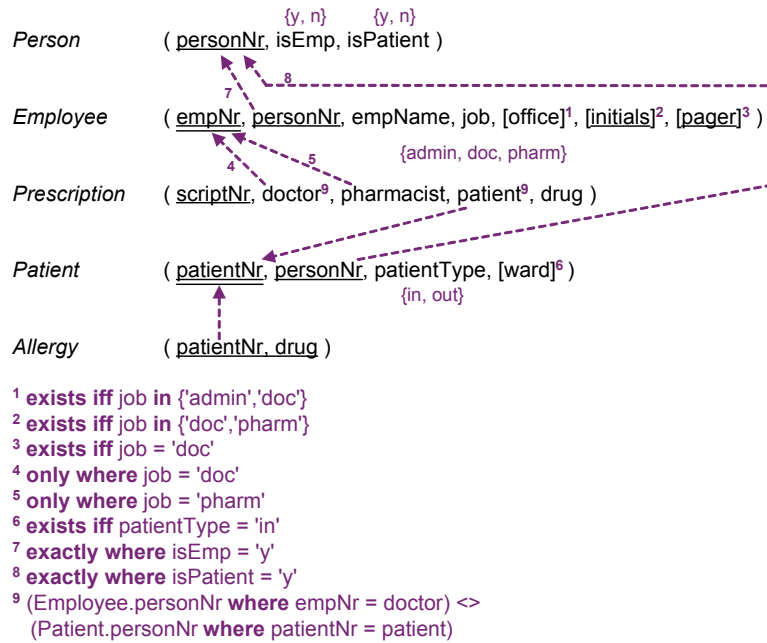 {y, n} {y, n}
Person ( personNr, isEmp, isPatient )
8
7
Employee ( empNr, personNr, empName, job, [office]¹, [initials]², [pager]³ )
{admin, doc, pharm}
4 5
Prescription ( scriptNr, doctor⁹, pharmacist, patient⁹, drug )
Patient ( patientNr, personNr, patientType, [ward]⁶ )
{in, out}
Allergy ( patientNr, drug )
¹ exists iff job in {'admin','doc'}
² exists iff job in {'doc','pharm'}
³ exists iff job = 'doc'
⁴ only where job = 'doc'
⁵ only where job = 'pharm'
⁶ exists iff patientType = 'in'
⁷ exactly where isEmp = 'y'
⁸ exactly where isPatient = 'y'
⁹ (Employee.personNr where empNr = doctor) <>
(Patient.personNr where patientNr = patient)